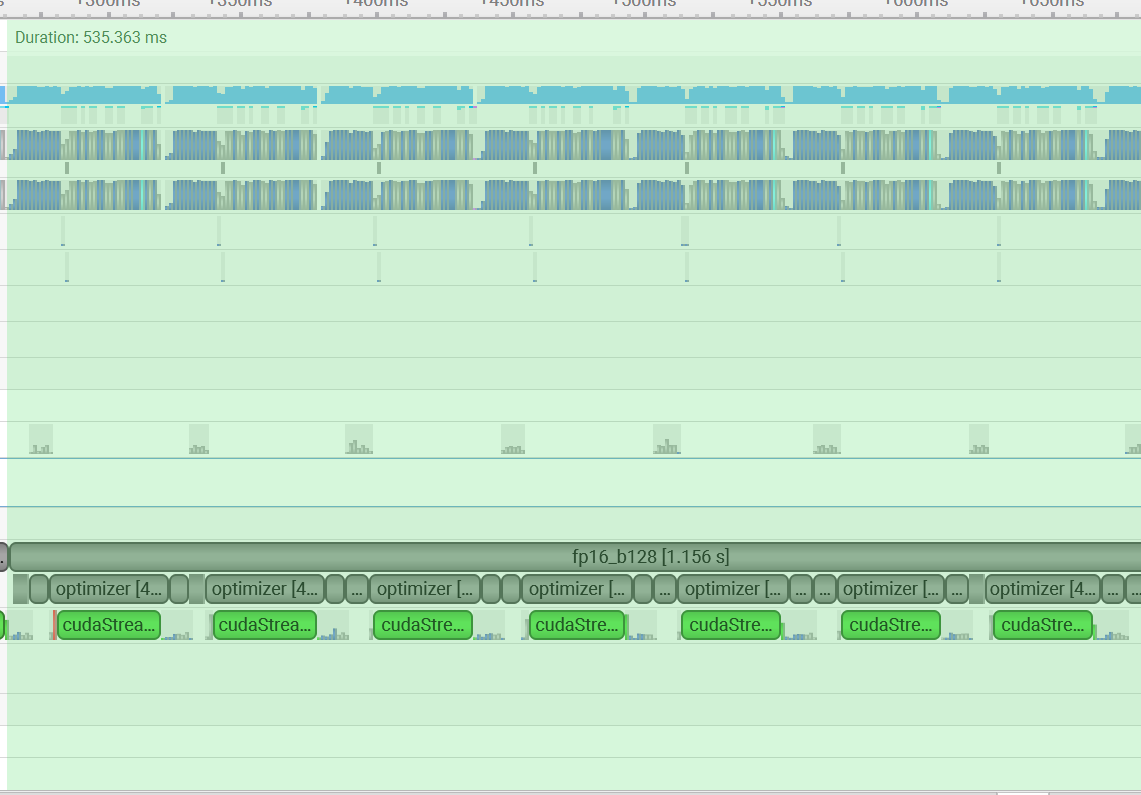 +300ms +350ms +400ms +450ms +500ms +550ms +600ms +650ms
Duration: 535.363 ms
fp16_b128 [1.156 s]
optimizer [4... optimizer [4... ... optimizer [... optimizer [... ... optimizer [... ... ... optimizer [... ... optimizer [4... ... ...
cudaStrea... cudaStrea... cudaStre... cudaStre... cudaStre... cudaStre... cudaStre...